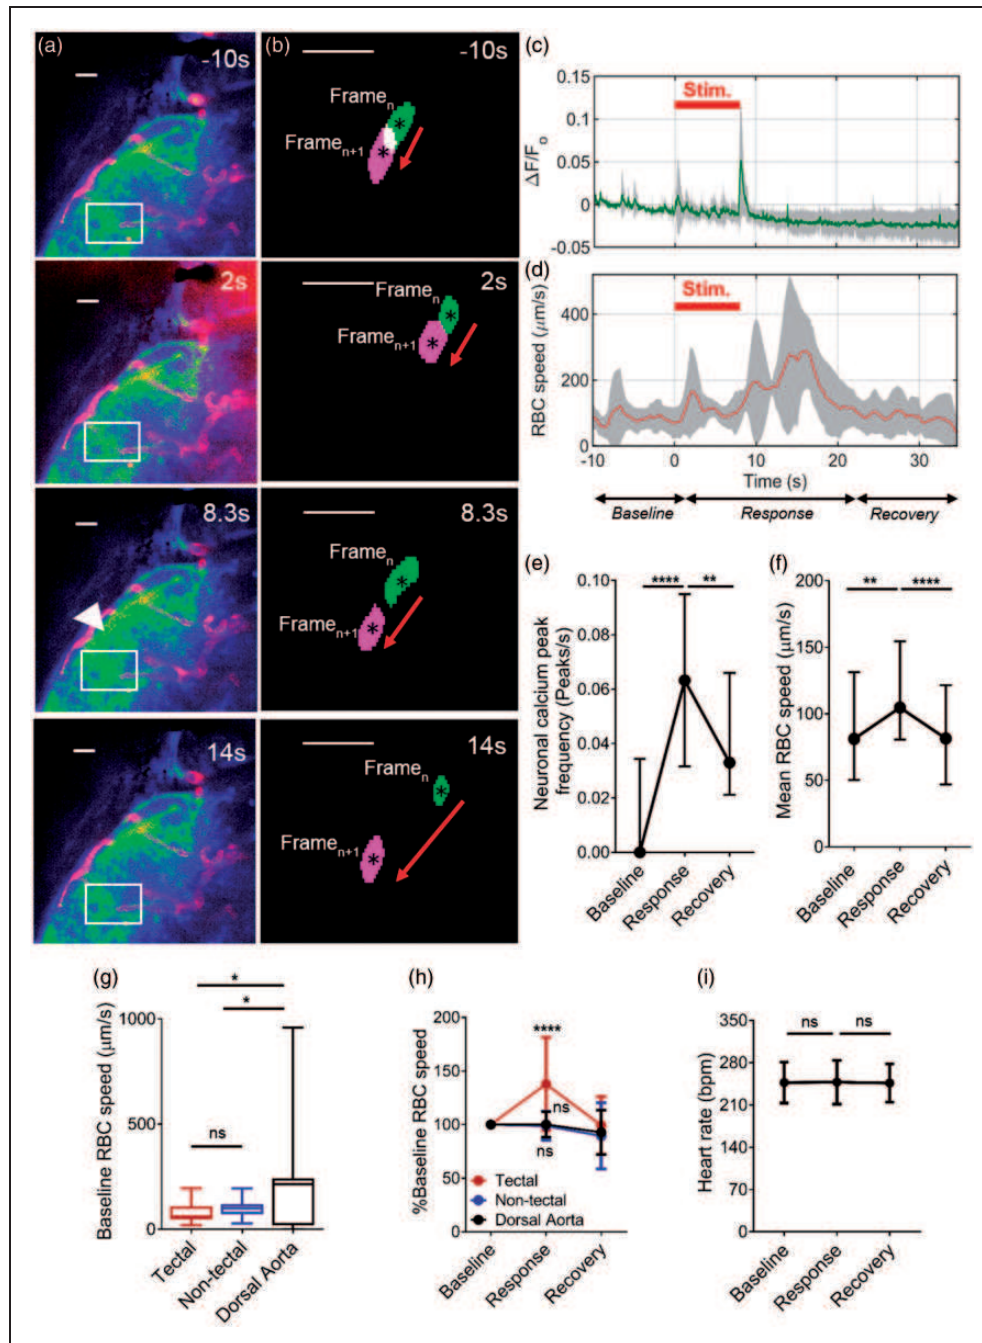 (a)
-10s
2s
8.3s
14s
(b)
-10s
Frame_n
Frame_n+1
*
*
2s
Frame_n
Frame_n+1
*
*
8.3s
Frame_n
Frame_n+1
*
*
14s
Frame_n
Frame_n+1
*
*
(c)
Stim.
ΔF/F_o
0.15
0.1
0.05
0
-0.05
(d)
Stim.
RBC speed (μm/s)
400
200
0
-10 0 10 20 30
Time (s)
Baseline Response Recovery
(e)
**** **
Neuronal calcium peak
frequency (Peaks/s)
0.10
0.08
0.06
0.04
0.02
0.00
Baseline
Response
Recovery
(f)
** ****
Mean RBC speed (μm/s)
200
150
100
50
0
Baseline
Response
Recovery
(g)
*
*
ns
Baseline RBC speed (μm/s)
1000
500
0
Tectal
Non-tectal
Dorsal Aorta
(h)
****
ns
ns
%Baseline RBC speed
200
150
100
50
0
Tectal
Non-tectal
Dorsal Aorta
Baseline
Response
Recovery
(i)
ns ns
Heart rate (bpm)
350
280
210
140
70
0
Baseline
Response
Recovery